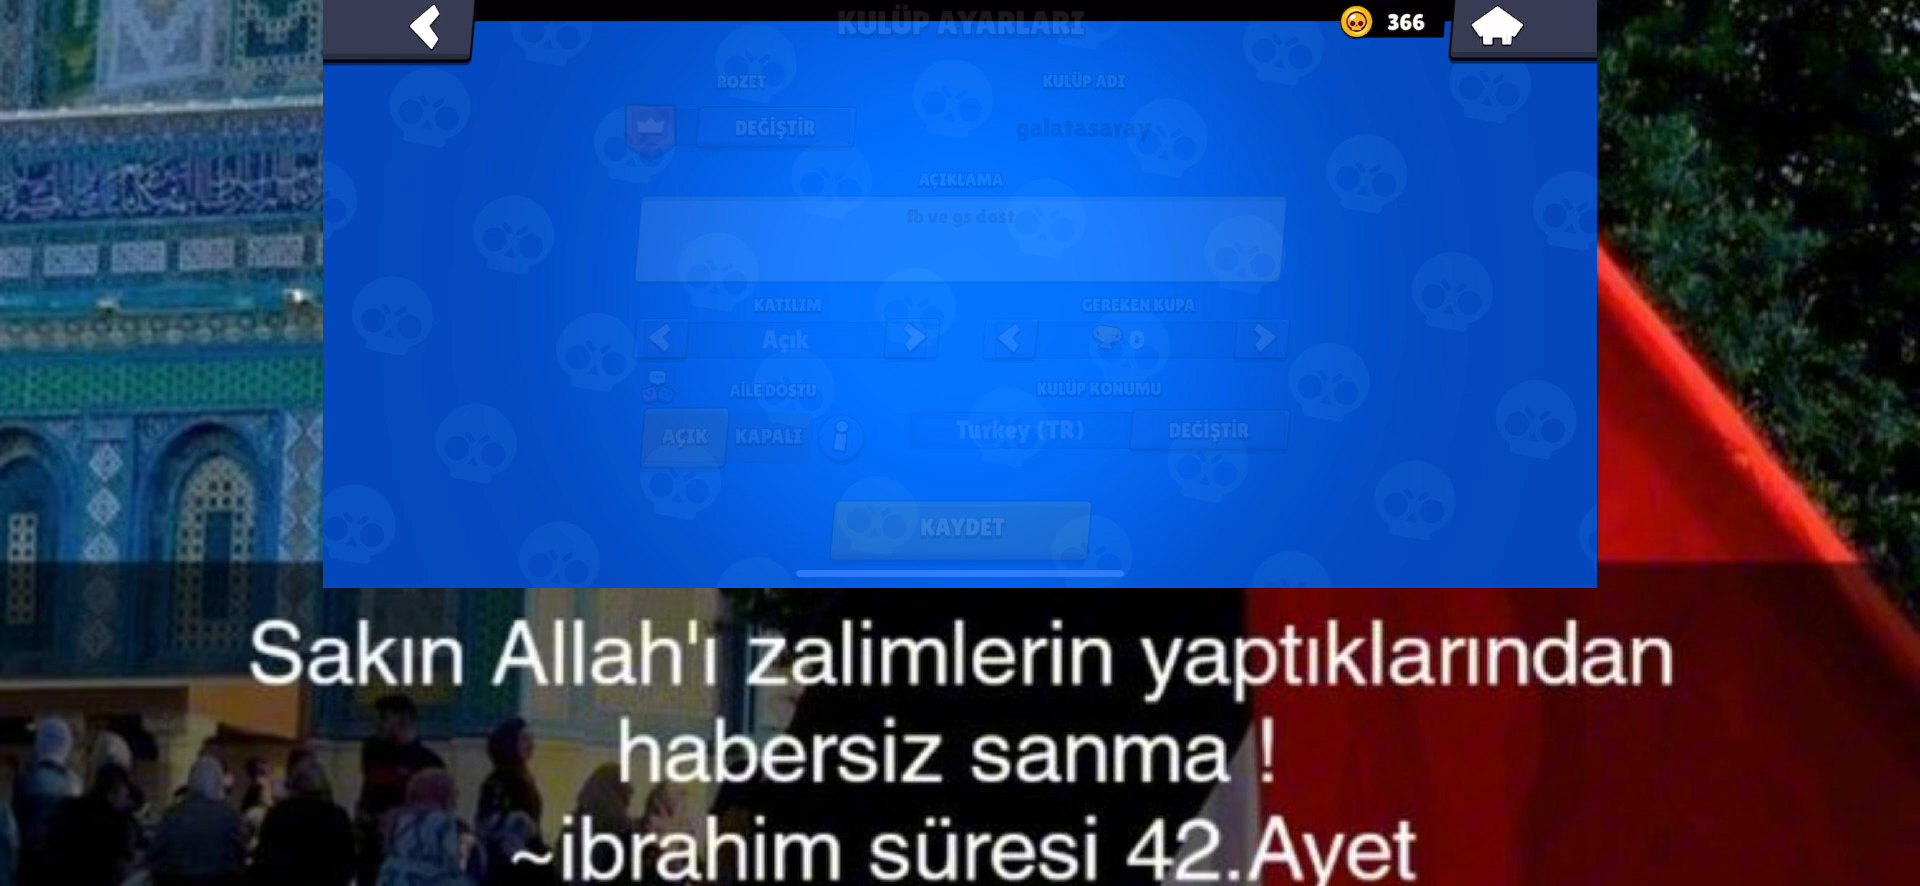 KULÜP AYARLARI
366
ROZET
KULÜP ADI
DEĞİŞTİR
galatasaray
AÇIKLAMA
fb ve gs dost
KATILIM
GEREKEN KUPA
Açık
0
AİLE DOSTU
KULÜP KONUMU
AÇIK
KAPALI
i
Turkey (TR)
DEĞİŞTİR
KAYDET
Sakın Allah'ı zalimlerin yaptıklarından
habersiz sanma !
~ibrahim süresi 42.Ayet